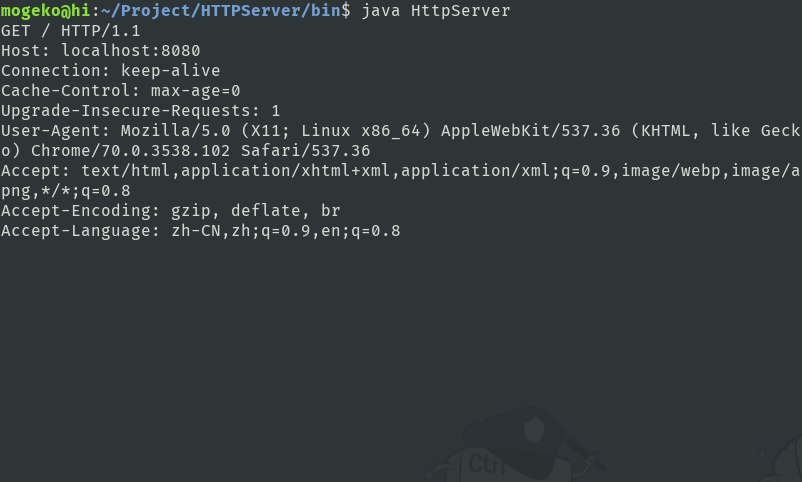 mogeko@hi:~/Project/HTTPServer/bin$ java HttpServer
GET / HTTP/1.1
Host: localhost:8080
Connection: keep-alive
Cache-Control: max-age=0
Upgrade-Insecure-Requests: 1
User-Agent: Mozilla/5.0 (X11; Linux x86_64) AppleWebKit/537.36 (KHTML, like Geck
o) Chrome/70.0.3538.102 Safari/537.36
Accept: text/html,application/xhtml+xml,application/xml;q=0.9,image/webp,image/a
png,*/*;q=0.8
Accept-Encoding: gzip, deflate, br
Accept-Language: zh-CN,zh;q=0.9,en;q=0.8
Ctrl